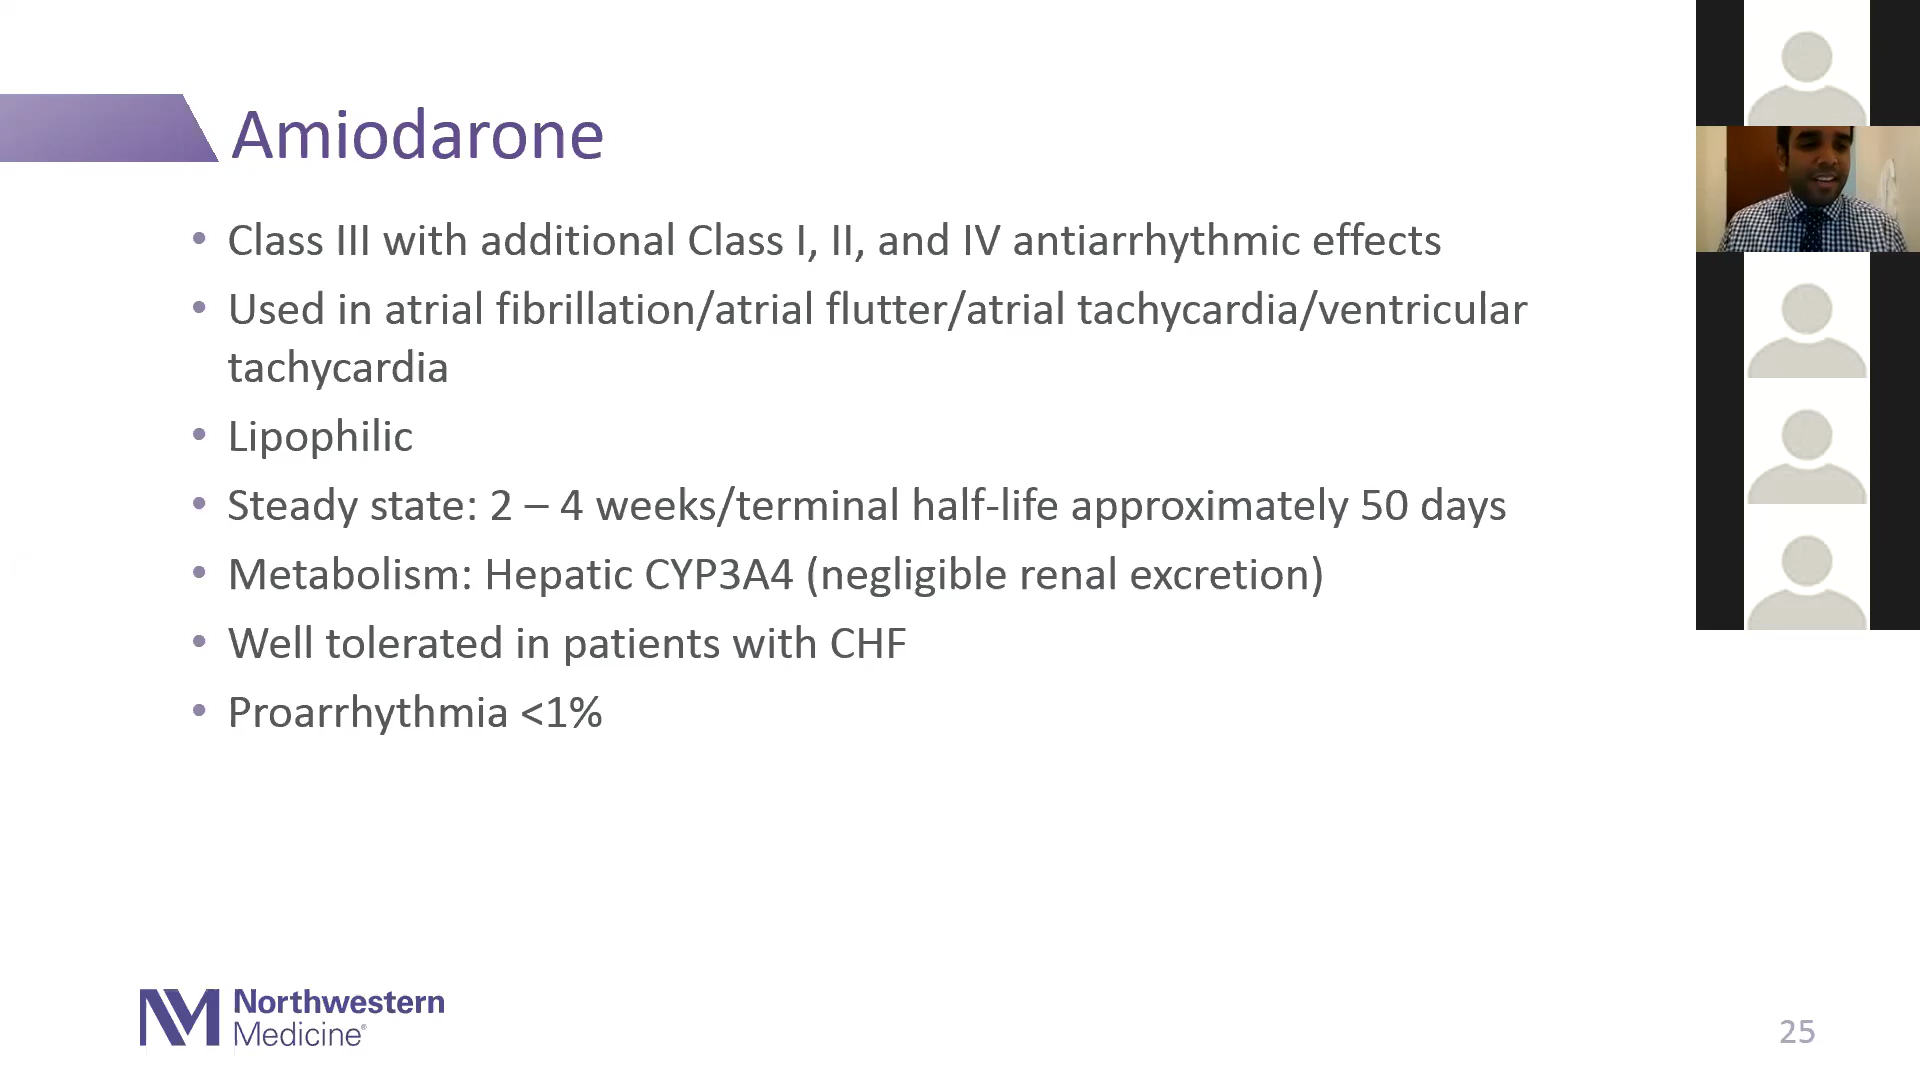 Amiodarone
• Class III with additional Class I, II, and IV antiarrhythmic effects
• Used in atrial fibrillation/atrial flutter/atrial tachycardia/ventricular
tachycardia
• Lipophilic
• Steady state: 2 – 4 weeks/terminal half-life approximately 50 days
• Metabolism: Hepatic CYP3A4 (negligible renal excretion)
• Well tolerated in patients with CHF
• Proarrhythmia <1%
NM Northwestern
Medicine®
25